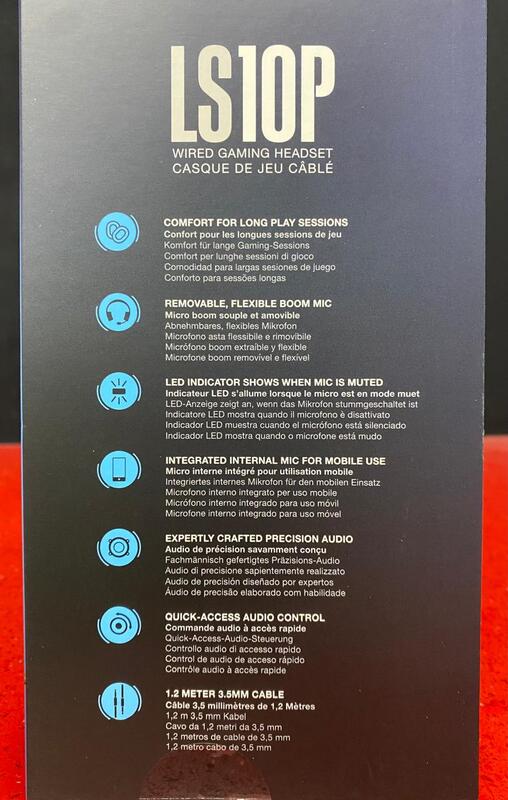 LS10P
WIRED GAMING HEADSET
CASQUE DE JEU CÂBLÉ
COMFORT FOR LONG PLAY SESSIONS
Confort pour les longues sessions de jeu
Komfort für lange Gaming-Sessions
Comfort per lunghe sessioni di gioco
Comodidad para largas sesiones de juego
Conforto para sessões longas
REMOVABLE, FLEXIBLE BOOM MIC
Micro boom souple et amovible
Abnehmbares, flexibles Mikrofon
Microfono asta flessibile e rimovibile
Micrófono boom extraíble y flexible
Microfone boom removível e flexível
LED INDICATOR SHOWS WHEN MIC IS MUTED
Indicateur LED s'allume lorsque le micro est en mode muet
LED-Anzeige zeigt an, wenn das Mikrofon stummgeschaltet ist
Indicatore LED mostra quando il microfono è disattivato
Indicador LED muestra cuando el micrófono está silenciado
Indicador LED mostra quando o microfone está mudo
INTEGRATED INTERNAL MIC FOR MOBILE USE
Micro interne intégré pour utilisation mobile
Integriertes internes Mikrofon für den mobilen Einsatz
Microfono interno integrato per uso mobile
Micrófono interno integrado para uso móvil
Microfone interno integrado para uso móvel
EXPERTLY CRAFTED PRECISION AUDIO
Audio de précision savamment conçu
Fachmännisch gefertigtes Präzisions-Audio
Audio di precisione sapientemente realizzato
Audio de precisión diseñado por expertos
Áudio de precisão elaborado com habilidade
QUICK-ACCESS AUDIO CONTROL
Commande audio à accès rapide
Quick-Access-Audio-Steuerung
Controllo audio di accesso rapido
Control de audio de acceso rápido
Contrôle audio à accès rapide
1.2 METER 3.5MM CABLE
Câble 3,5 millimètres de 1,2 Mètres
1,2 m 3,5 mm Kabel
Cavo da 1,2 metri da 3,5 mm
1,2 metros de cable de 3,5 mm
1,2 metro cabo de 3,5 mm